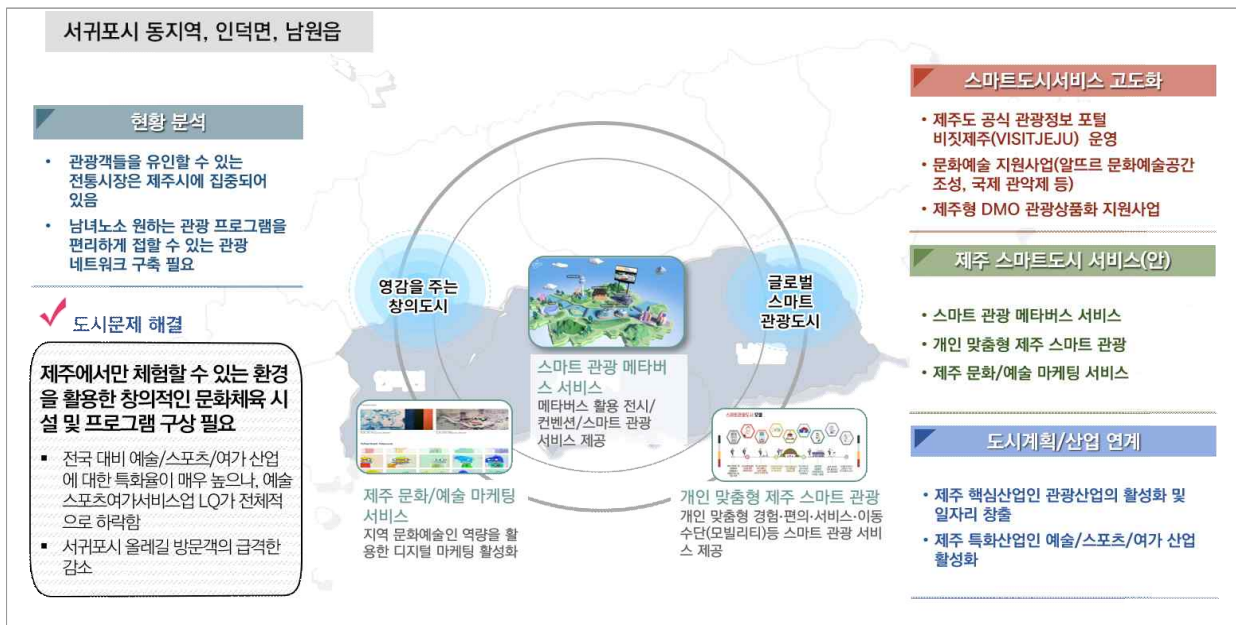 서귀포시 동지역, 인덕면, 남원읍
현황 분석
• 관광객들을 유인할 수 있는
전통시장은 제주시에 집중되어
있음
• 남녀노소 원하는 관광 프로그램을
편리하게 접할 수 있는 관광
네트워크 구축 필요
도시문제 해결
제주에서만 체험할 수 있는 환경
을 활용한 창의적인 문화체육 시
설 및 프로그램 구상 필요
▪ 전국 대비 예술/스포츠/여가 산업
에 대한 특화율이 매우 높으나, 예술
스포츠여가서비스업 LQ가 전체적
으로 하락함
▪ 서귀포시 올레길 방문객의 급격한
감소
영감을 주는
창의도시
글로벌
스마트
관광도시
스마트 관광 메타버
스 서비스
메타버스 활용 전시/
컨벤션/스마트 관광
서비스 제공
제주 문화/예술 마케팅
서비스
지역 문화예술인 역량을 활
용한 디지털 마케팅 활성화
스마트관광도시 모델
개인 맞춤형 제주 스마트 관광
개인 맞춤형 경험·편의·서비스·이동
수단(모빌리티)등 스마트 관광 서비
스 제공
스마트도시서비스 고도화
• 제주도 공식 관광정보 포털
비짓제주(VISITJEJU) 운영
• 문화예술 지원사업(알뜨르 문화예술공간
조성, 국제 관악제 등)
• 제주형 DMO 관광상품화 지원사업
제주 스마트도시 서비스(안)
• 스마트 관광 메타버스 서비스
• 개인 맞춤형 제주 스마트 관광
• 제주 문화/예술 마케팅 서비스
도시계획/산업 연계
• 제주 핵심산업인 관광산업의 활성화 및
일자리 창출
• 제주 특화산업인 예술/스포츠/여가 산업
활성화